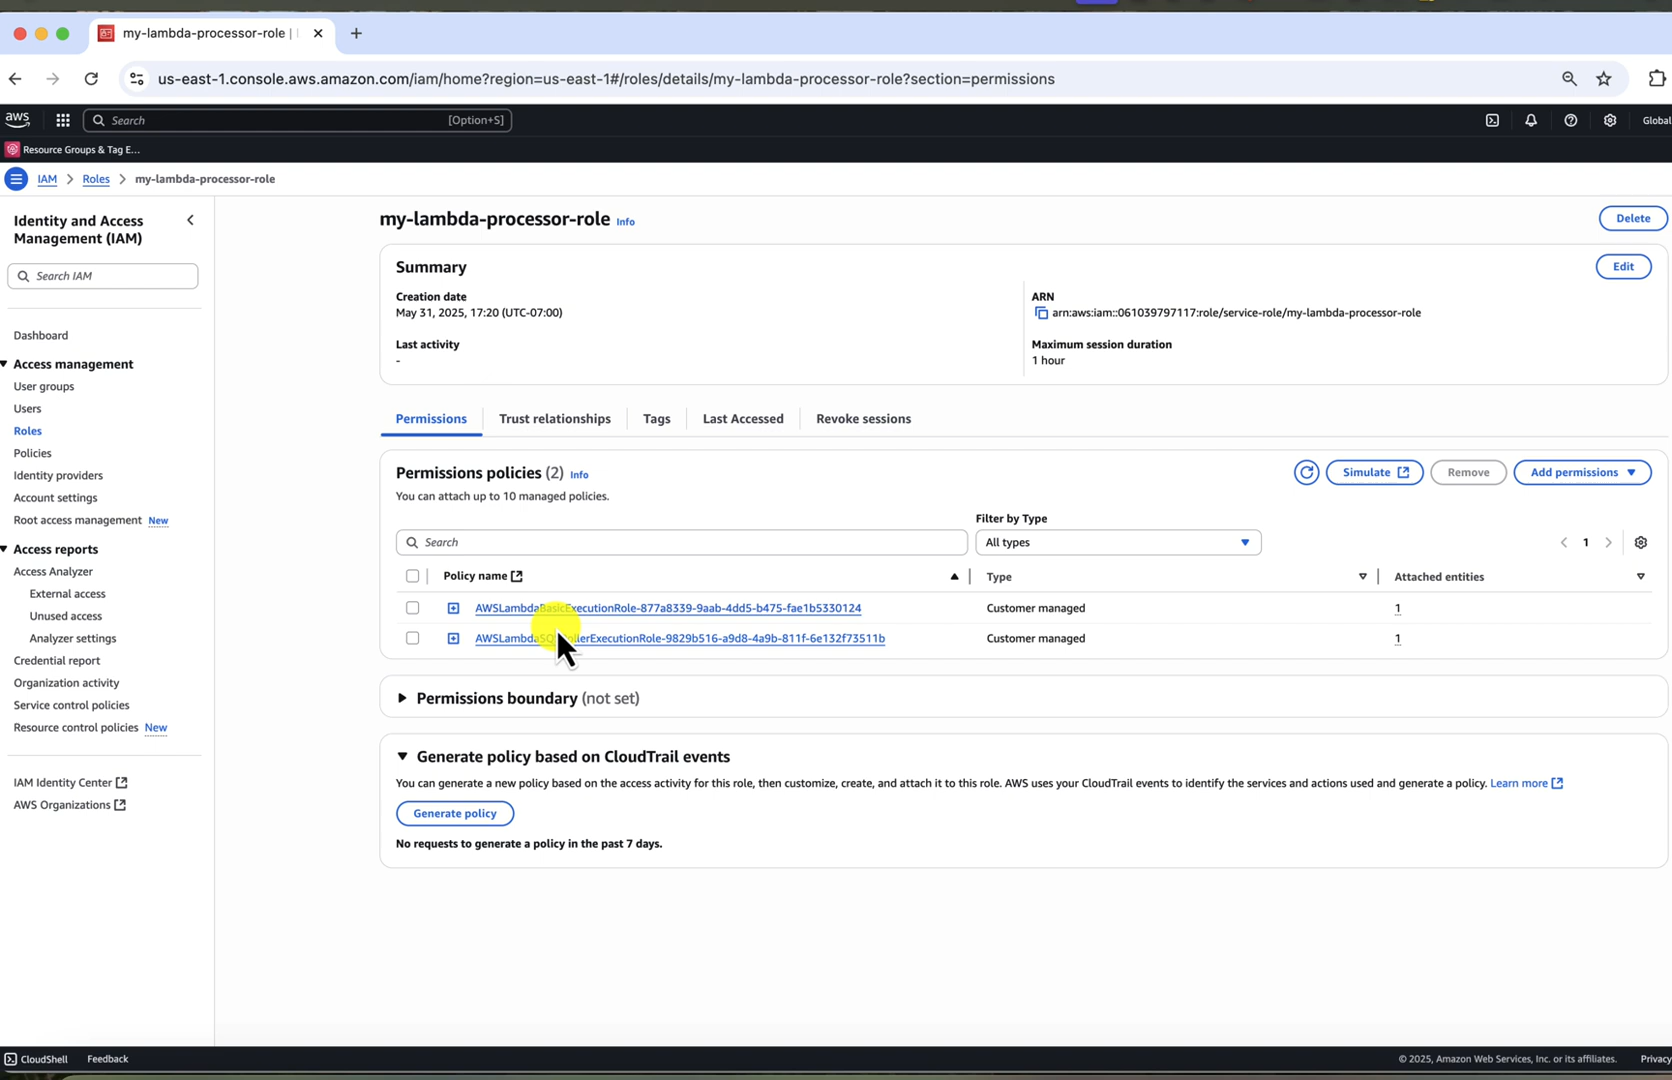 my-lambda-processor-role |
us-east-1.console.aws.amazon.com/iam/home?region=us-east-1#/roles/details/my-lambda-processor-role?section=permissions
aws
Search
[Option+S]
Global
Resource Groups & Tag E...
IAM
Roles
my-lambda-processor-role
Identity and Access
Management (IAM)
Search IAM
Dashboard
Access management
User groups
Users
Roles
Policies
Identity providers
Account settings
Root access management New
Access reports
Access Analyzer
External access
Unused access
Analyzer settings
Credential report
Organization activity
Service control policies
Resource control policies New
IAM Identity Center
AWS Organizations
my-lambda-processor-role Info
Delete
Summary
Edit
Creation date
May 31, 2025, 17:20 (UTC-07:00)
Last activity
-
ARN
arn:aws:iam::061039797117:role/service-role/my-lambda-processor-role
Maximum session duration
1 hour
Permissions
Trust relationships
Tags
Last Accessed
Revoke sessions
Permissions policies (2) Info
You can attach up to 10 managed policies.
Simulate
Remove
Add permissions
Search
Filter by Type
All types
1
Policy name
Type
Attached entities
AWSLambdaBasicExecutionRole-877a8339-9aab-4dd5-b475-fae1b5330124
Customer managed
1
ExecutionRole-9829b516-a9d8-4a9b-811f-6e132f73511b
Customer managed
1
Permissions boundary (not set)
Generate policy based on CloudTrail events
You can generate a new policy based on the access activity for this role, then customize, create, and attach it to this role. AWS uses your CloudTrail events to identify the services and actions used and generate a policy. Learn more
Generate policy
No requests to generate a policy in the past 7 days.
CloudShell
Feedback
© 2025, Amazon Web Services, Inc. or its affiliates.
Privacy